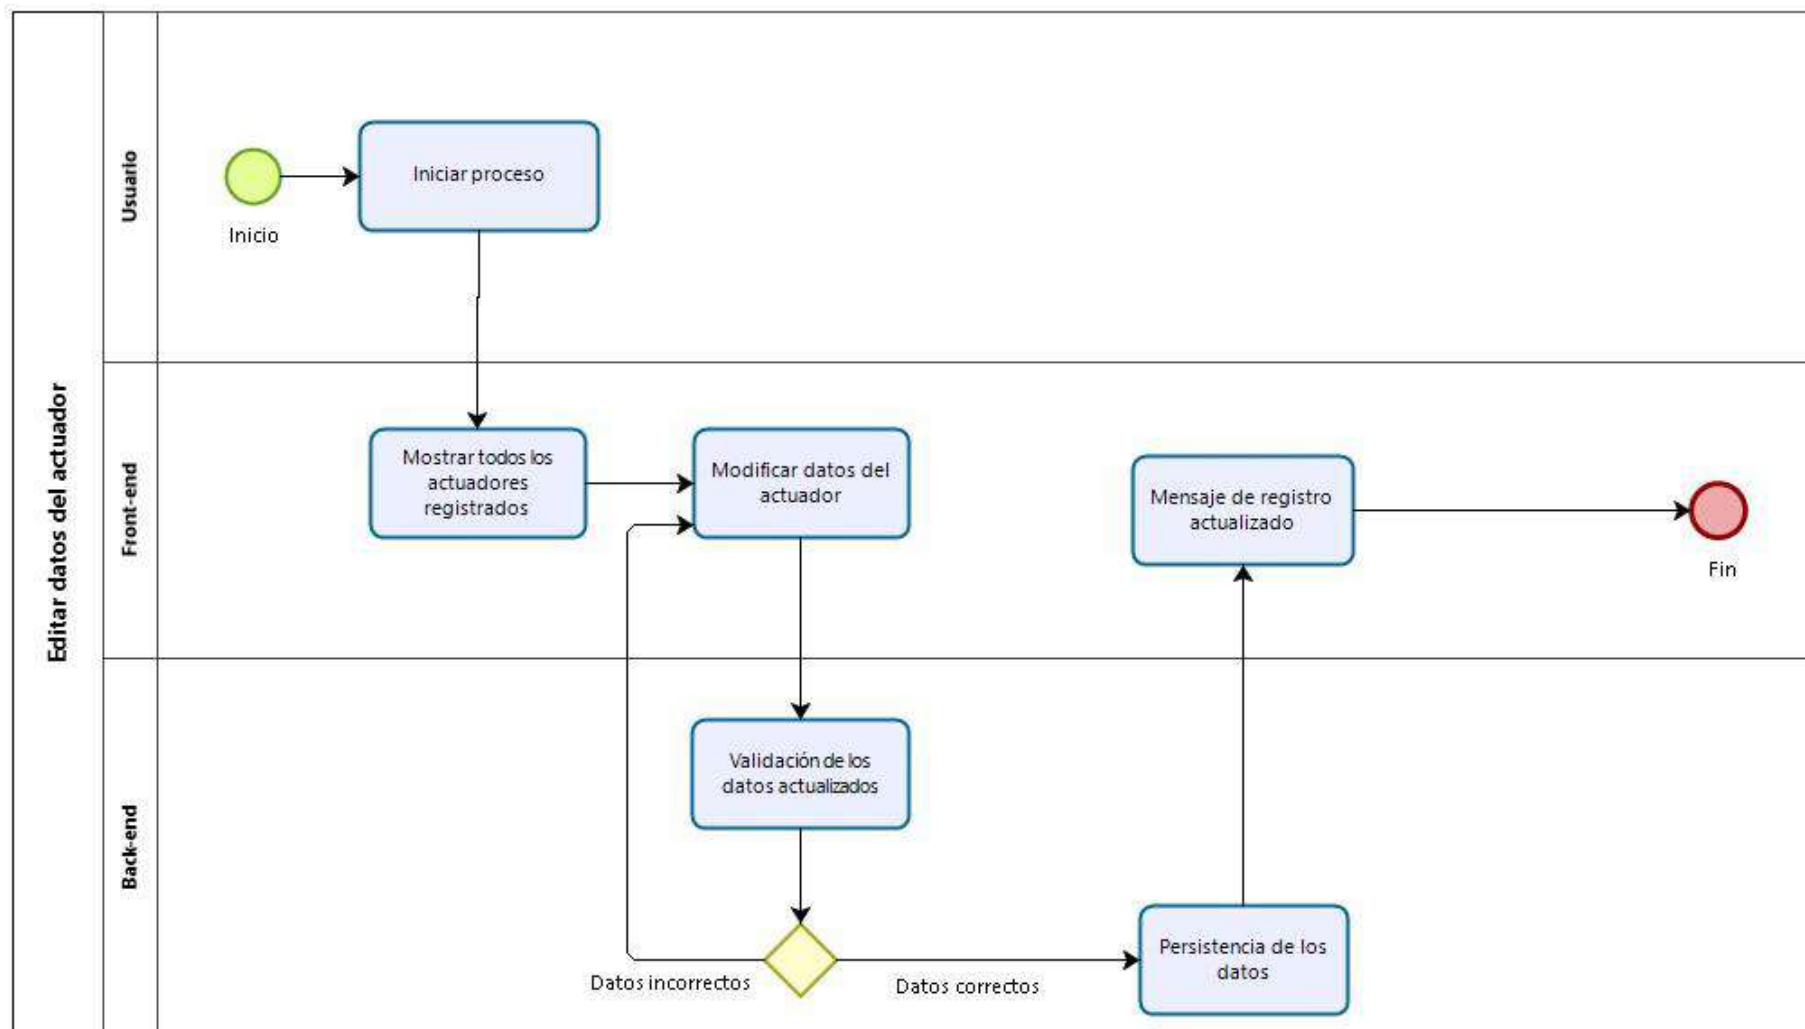 Editar datos del actuador
Usuario
Iniciar proceso
Inicio
Front-end
Mostrar todos los
actuadores
registrados
Modificar datos del
actuador
Mensaje de registro
actualizado
Fin
Back-end
Validación de los
datos actualizados
Datos incorrectos
Datos correctos
Persistencia de los
datos